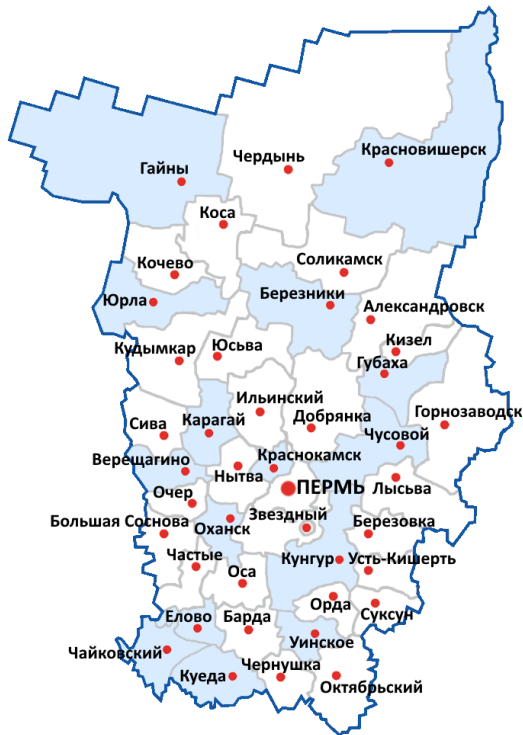 Чердынь
Красновишерск
Гайны
Коса
Соликамск
Кочево
Березники
Юрла
Александровск
Кизел
Кудымкар
Юсьва
Губаха
Ильинский
Добрянка
Горнозаводск
Сива
Карагай
Чусовой
Верещагино
Краснокамск
Нытва
ПЕРМЬ
Лысьва
Очер
Звездный
Большая Соснова
Оханск
Березовка
Частые
Кунгур
Усть-Кишерть
Оса
Орда
Суксун
Елово
Барда
Уинское
Чайковский
Чернушка
Куеда
Октябрьский